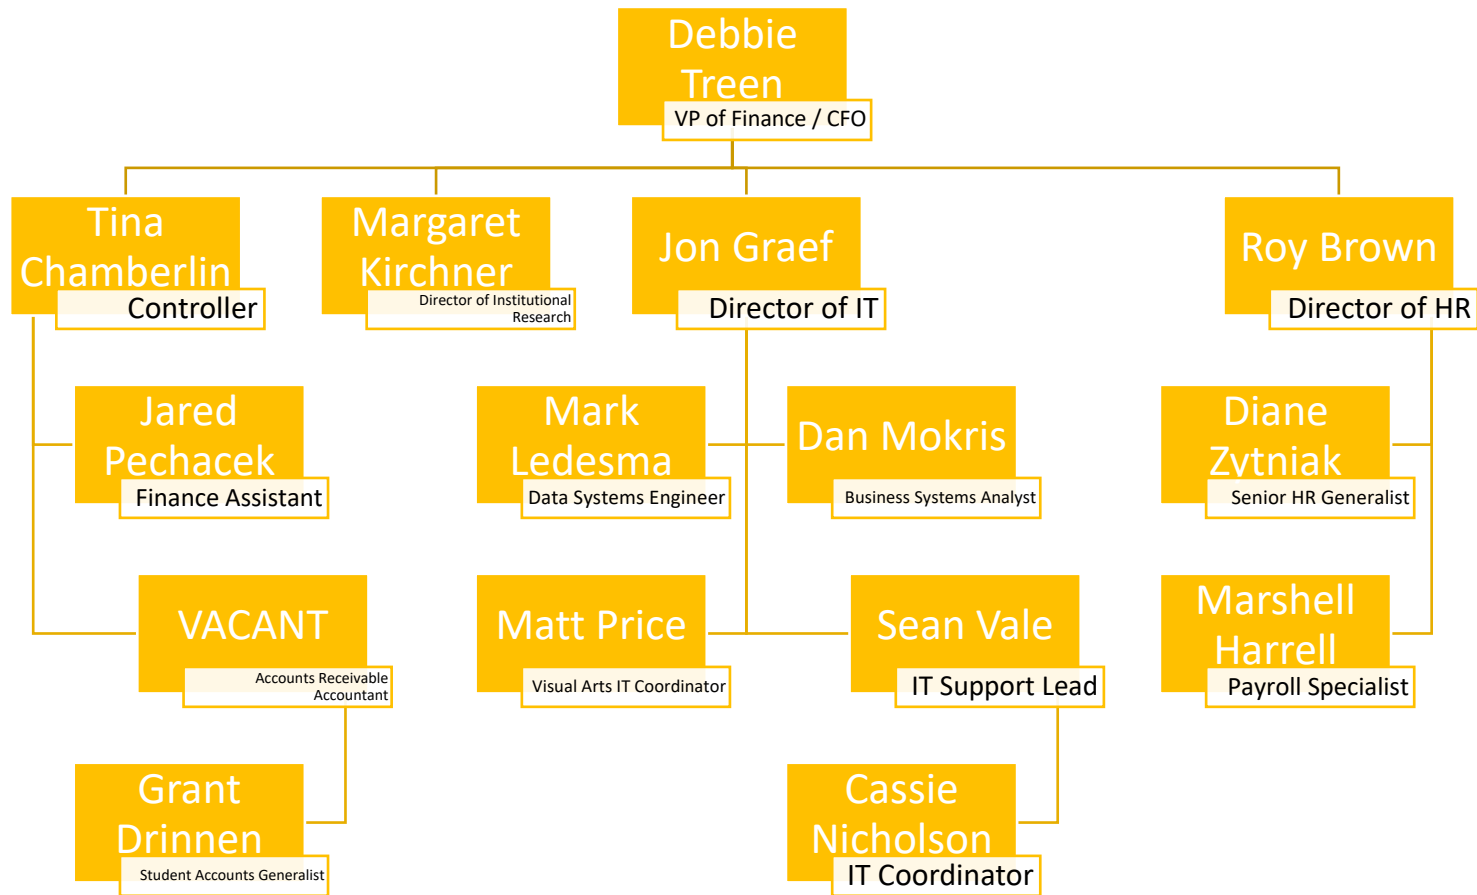 Debbie
Treen
VP of Finance / CFO
Tina
Chamberlin
Controller
Margaret
Kirchner
Director of Institutional
Research
Jon Graef
Director of IT
Roy Brown
Director of HR
Jared
Pechacek
Finance Assistant
Mark
Ledesma
Data Systems Engineer
Dan Mokris
Business Systems Analyst
Diane
Zytniak
Senior HR Generalist
VACANT
Accounts Receivable
Accountant
Matt Price
Visual Arts IT Coordinator
Sean Vale
IT Support Lead
Marshell
Harrell
Payroll Specialist
Grant
Drinnen
Student Accounts Generalist
Cassie
Nicholson
IT Coordinator